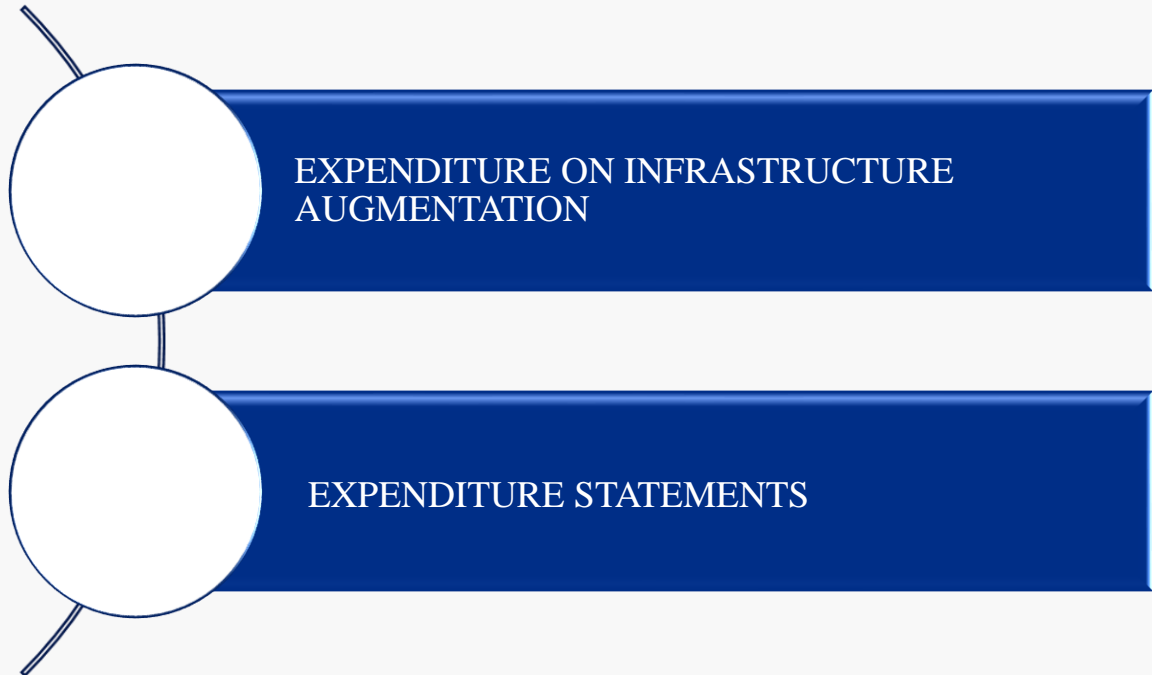 EXPENDITURE ON INFRASTRUCTURE
AUGMENTATION
EXPENDITURE STATEMENTS